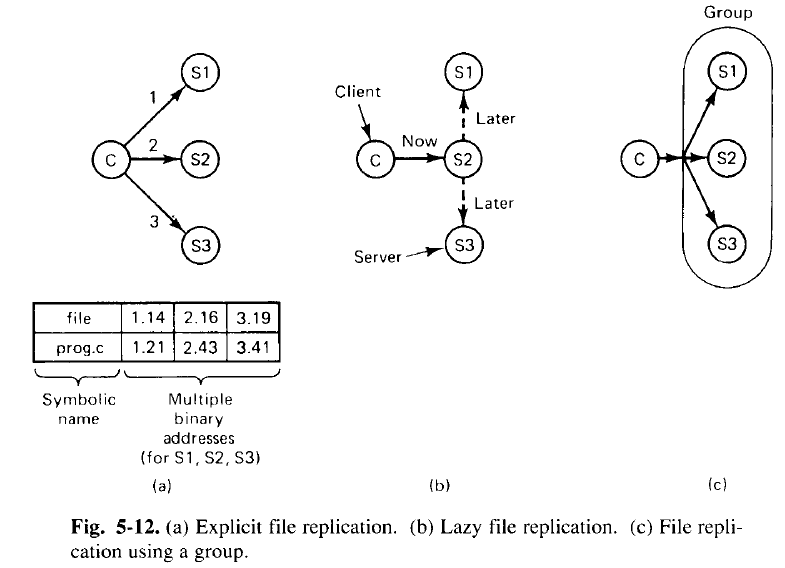 Group
S1
1
2
C
S2
3
S3
Client
S1
Later
Now
C
S2
Later
Server
S3
S1
C
S2
S3
file 1.14 2.16 3.19
prog.c 1.21 2.43 3.41
Symbolic
name
Multiple
binary
addresses
(for S1, S2, S3)
(a)
(b)
(c)
Fig. 5-12. (a) Explicit file replication. (b) Lazy file replication. (c) File repli-
cation using a group.